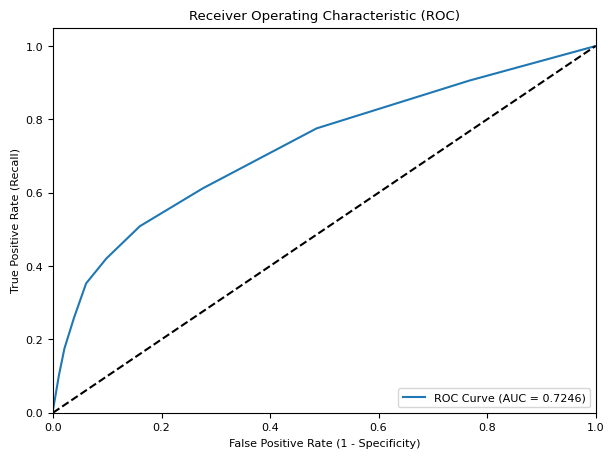 Receiver Operating Characteristic (ROC)
True Positive Rate (Recall)
1.0
0.8
0.6
0.4
0.2
0.0
0.0 0.2 0.4 0.6 0.8 1.0
False Positive Rate (1 - Specificity)
ROC Curve (AUC = 0.7246)